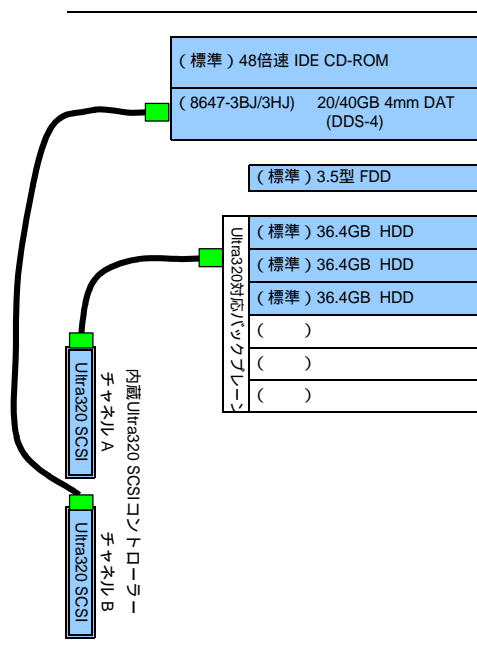 (標準) 48倍速 IDE CD-ROM
(8647-3BJ/3HJ) 20/40GB 4mm DAT
(DDS-4)
(標準) 3.5型 FDD
Ultra320対応バックプレーン
(標準) 36.4GB HDD
(標準) 36.4GB HDD
(標準) 36.4GB HDD
( )
( )
( )
Ultra320 SCSI
チャネル A
内蔵Ultra320 SCSIコントローラー
Ultra320 SCSI
チャネル B